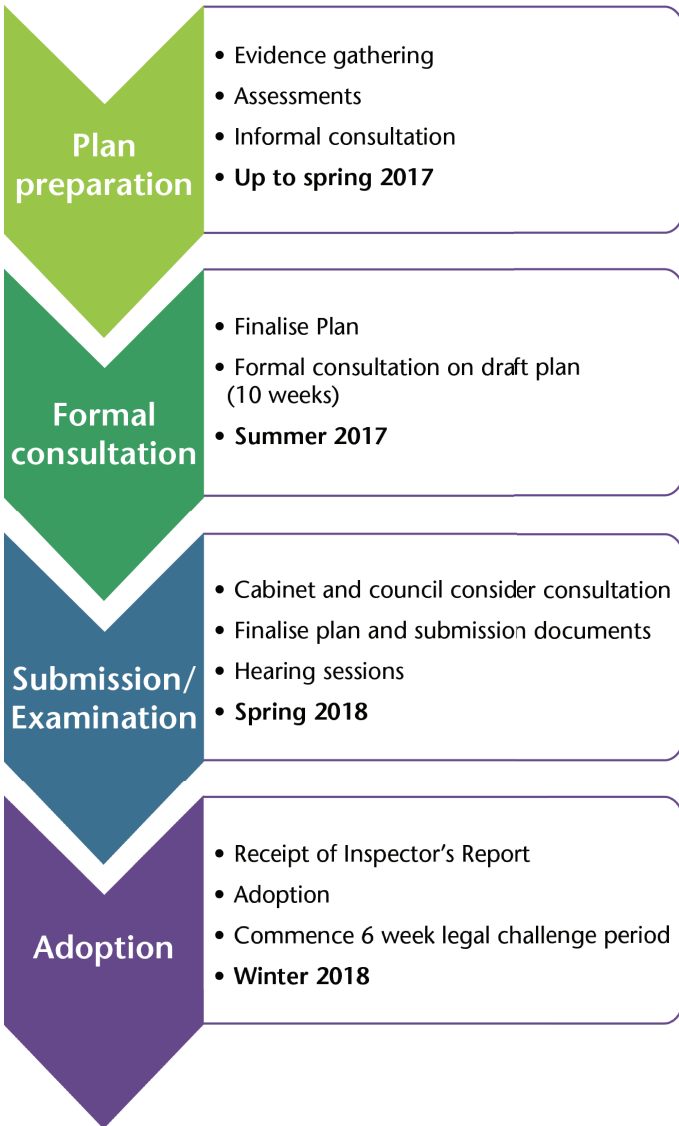 Plan
preparation
• Evidence gathering
• Assessments
• Informal consultation
• Up to spring 2017
Formal
consultation
• Finalise Plan
• Formal consultation on draft plan
(10 weeks)
• Summer 2017
Submission/
Examination
• Cabinet and council consider consultation
• Finalise plan and submission documents
• Hearing sessions
• Spring 2018
Adoption
• Receipt of Inspector’s Report
• Adoption
• Commence 6 week legal challenge period
• Winter 2018